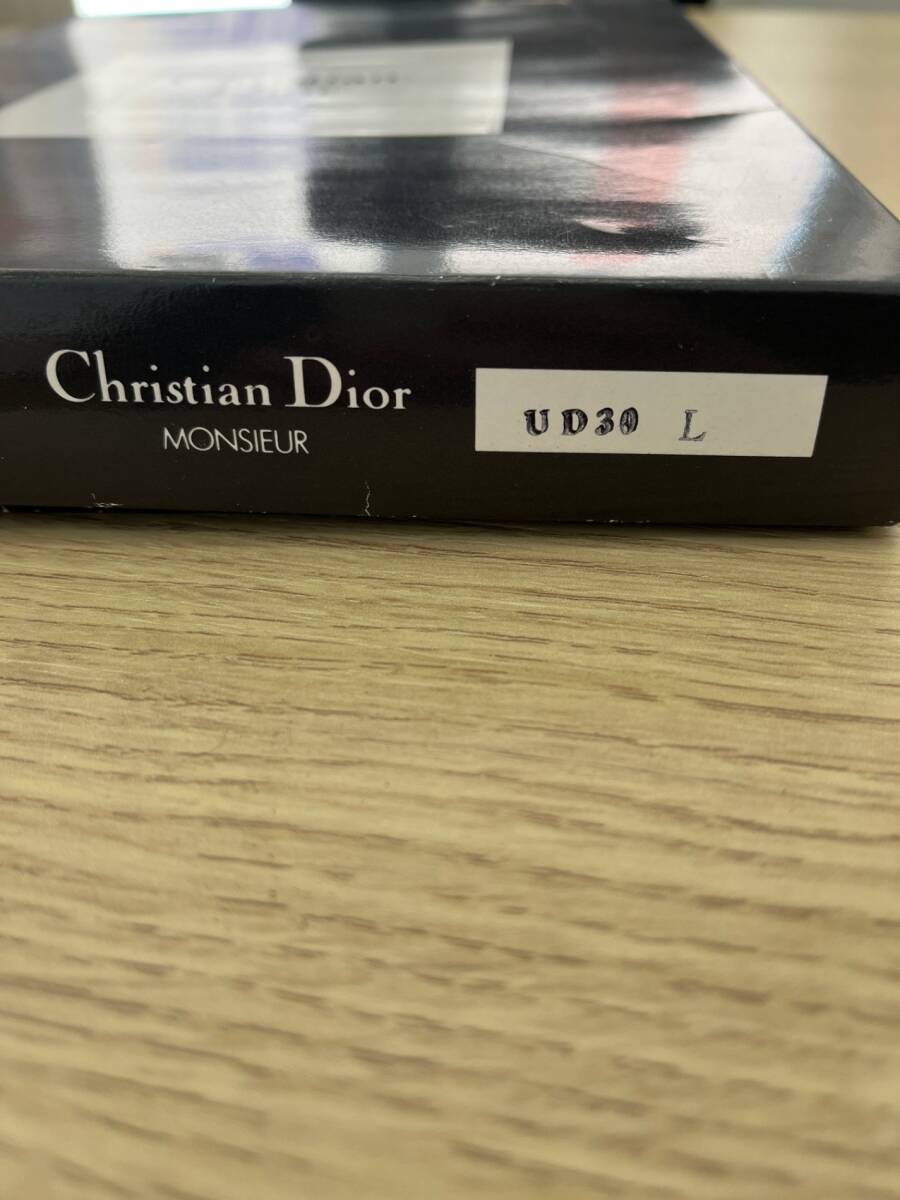 Christian Dior
MONSIEUR
UD30 L